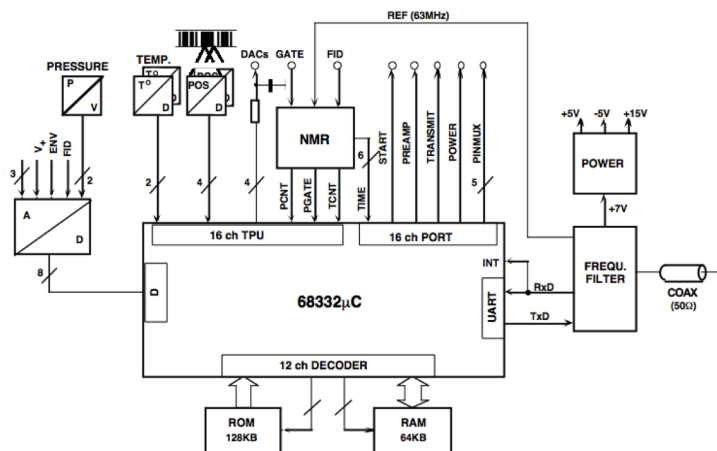 REF (63MHz)
PRESSURE
P
V
TEMP.
T°
T°
D
D
POS
POS
D
D
DACs
GATE
FID
NMR
START
PREAMP
TRANSMIT
POWER
PINMUX
+5V
-5V
+15V
POWER
+7V
3
V+
ENV
FID
2
2
4
4
PCNT
PGATE
TCNT
6
TIME
5
A
D
8
16 ch TPU
16 ch PORT
D
68332µC
INT
UART
RxD
TxD
FREQU.
FILTER
COAX
(50Ω)
12 ch DECODER
ROM
128KB
RAM
64KB